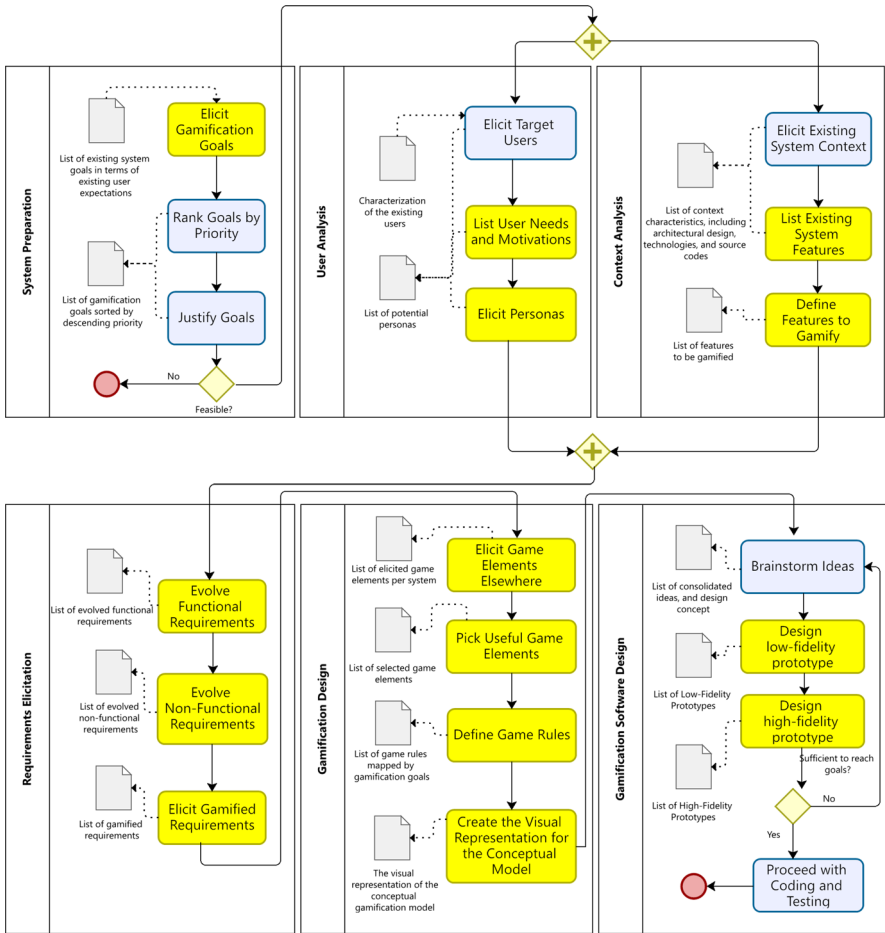 System Preparation
Elicit
Gamification
Goals
List of existing system
goals in terms of
existing user
expectations
Rank Goals by
Priority
List of gamification
goals sorted by
descending priority
Justify Goals
No
Feasible?
User Analysis
Elicit Target
Users
Characterization
of the existing
users
List User Needs
and Motivations
List of potential
personas
Elicit Personas
Context Analysis
Elicit Existing
System Context
List of context
characteristics, including
architectural design,
technologies, and source
codes
List Existing
System
Features
Define
Features to
Gamify
List of features
to be gamified
Requirements Elicitation
Evolve
Functional
Requirements
List of evolved functional
requirements
Evolve
Non-Functional
Requirements
List of evolved
non-functional
requirements
Elicit Gamified
Requirements
List of gamified
requirements
Gamification Design
Elicit Game
Elements
Elsewhere
List of elicited game
elements per system
Pick Useful Game
Elements
List of selected game
elements
Define Game Rules
List of game rules
mapped by
gamification goals
Create the Visual
Representation for
the Conceptual
Model
The visual
representation of the
conceptual
gamification model
Gamification Software Design
Brainstorm Ideas
List of consolidated
ideas, and design
concept
Design
low-fidelity
prototype
List of Low-Fidelity
Prototypes
Design
high-fidelity
prototype
Sufficient to reach
goals?
List of High-Fidelity
Prototypes
No
Yes
Proceed with
Coding and
Testing